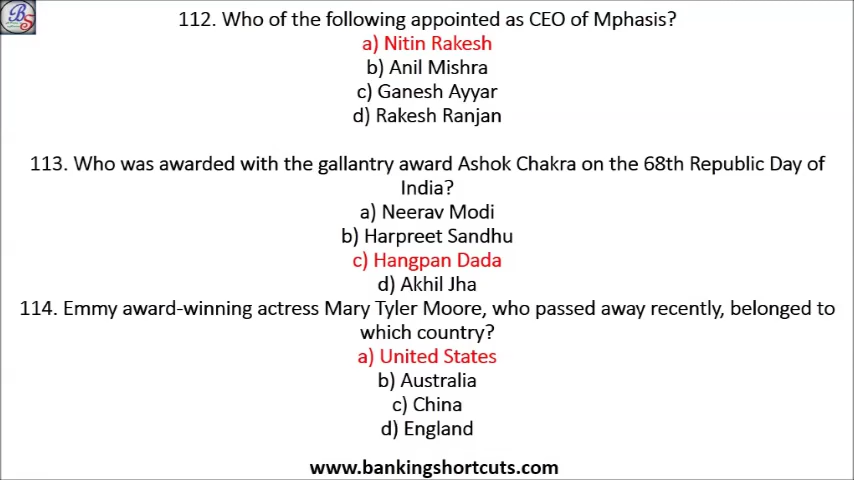 BS
112. Who of the following appointed as CEO of Mphasis?
a) Nitin Rakesh
b) Anil Mishra
c) Ganesh Ayyar
d) Rakesh Ranjan
113. Who was awarded with the gallantry award Ashok Chakra on the 68th Republic Day of
India?
a) Neerav Modi
b) Harpreet Sandhu
c) Hangpan Dada
d) Akhil Jha
114. Emmy award-winning actress Mary Tyler Moore, who passed away recently, belonged to
which country?
a) United States
b) Australia
c) China
d) England
www.bankingshortcuts.com